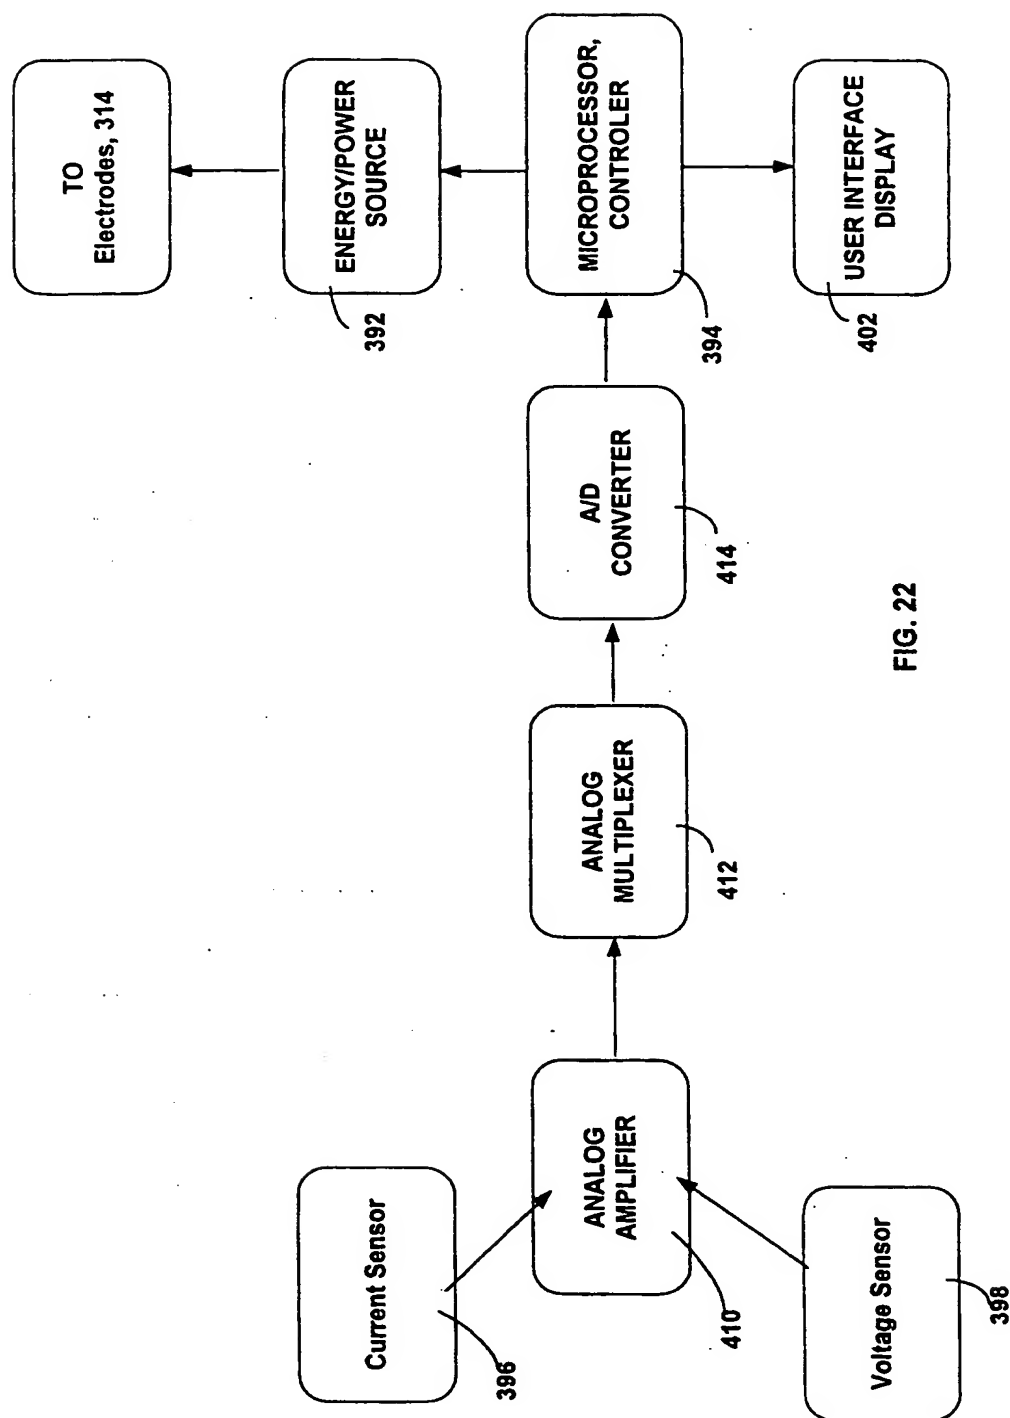 Current Sensor
396
ANALOG
AMPLIFIER
410
Voltage Sensor
398
ANALOG
MULTIPLEXER
412
A/D
CONVERTER
414
TO
Electrodes, 314
ENERGY/POWER
SOURCE
392
MICROPROCESSOR,
CONTROLER
394
USER INTERFACE
DISPLAY
402
FIG. 22